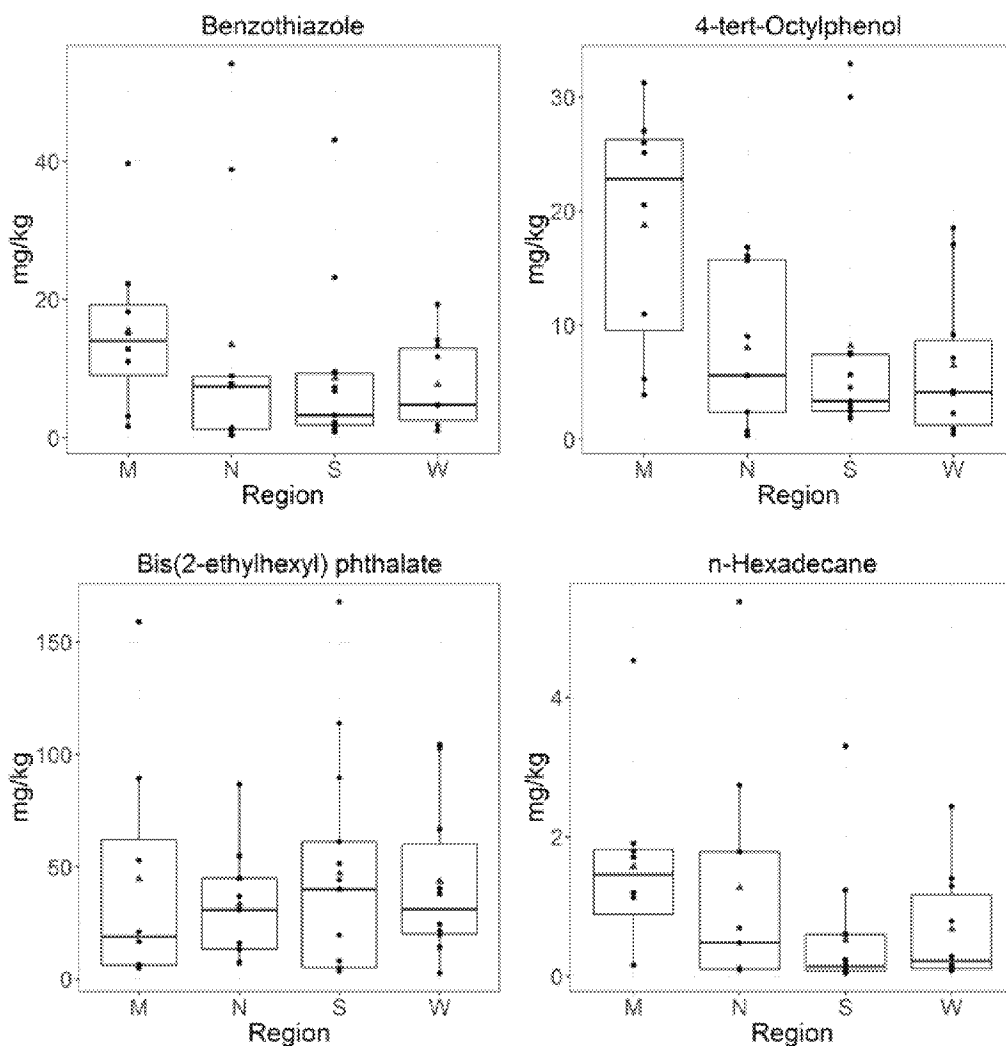 Benzothiazole
mg/kg
40
20
0
M N S W
Region
4-tert-Octylphenol
mg/kg
30
20
10
0
M N S W
Region
Bis(2-ethylhexyl) phthalate
mg/kg
150
100
50
0
M N S W
Region
n-Hexadecane
mg/kg
4
2
0
M N S W
Region